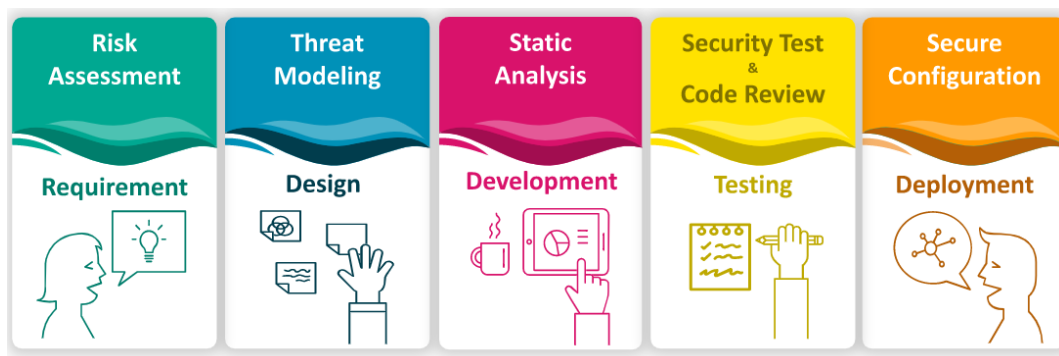 Risk
Assessment
Requirement
Threat
Modeling
Design
Static
Analysis
Development
Security Test
&
Code Review
Testing
Secure
Configuration
Deployment